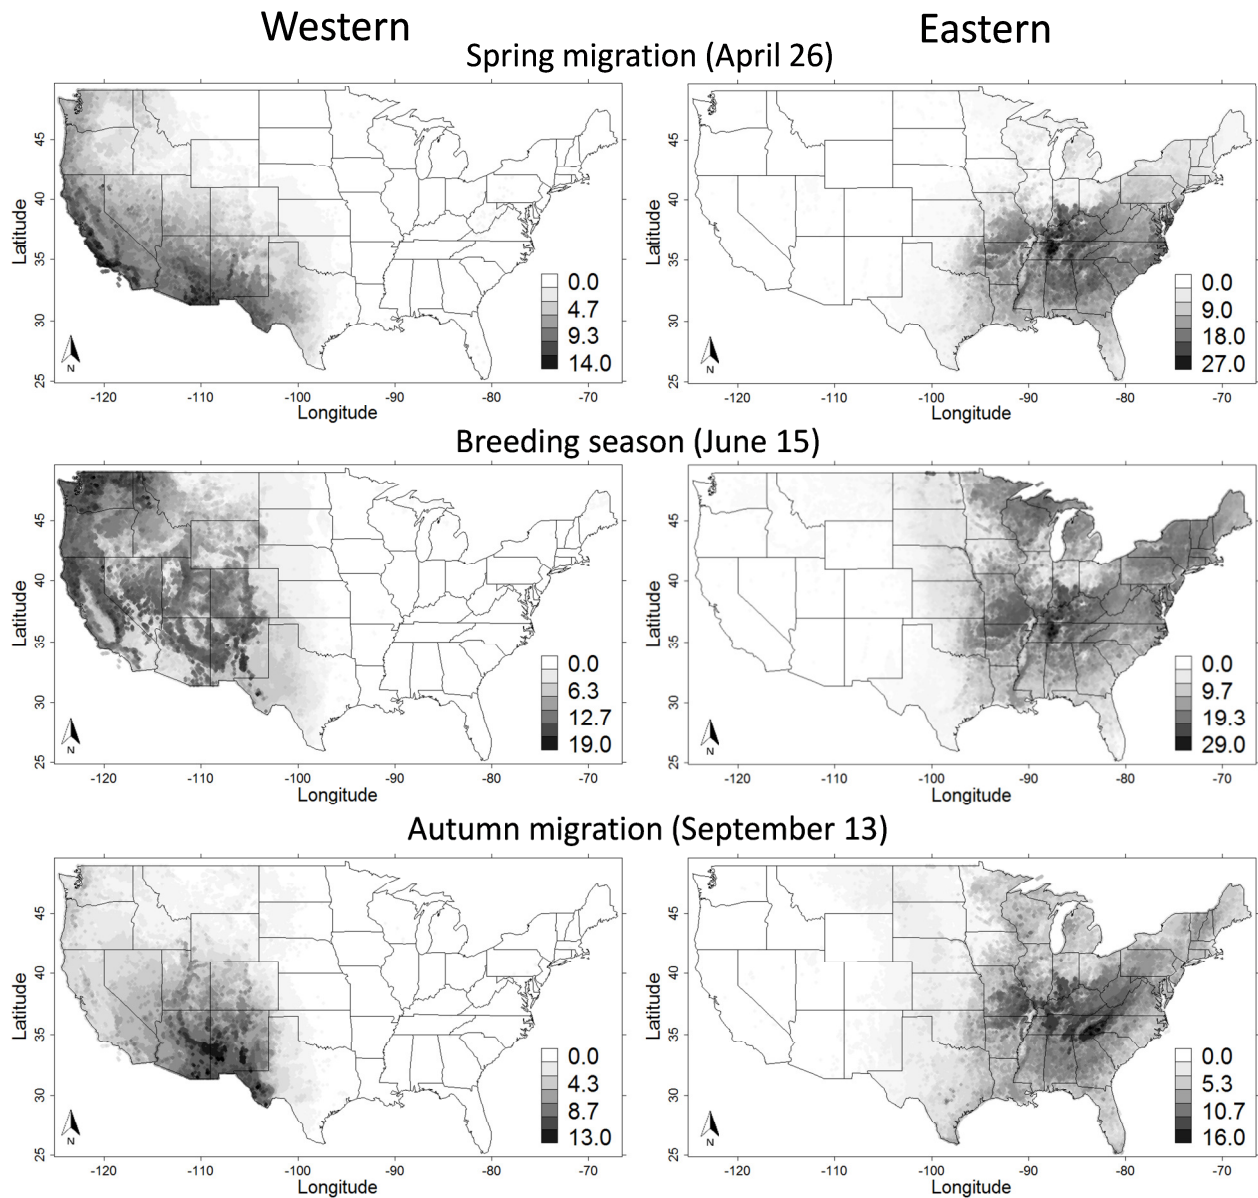 Western Eastern
Spring migration (April 26)
Latitude
45
40
35
30
25
N
0.0
4.7
9.3
14.0
-120 -110 -100 -90 -80 -70
Longitude
Latitude
45
40
35
30
25
N
0.0
9.0
18.0
27.0
-120 -110 -100 -90 -80 -70
Longitude
Breeding season (June 15)
Latitude
45
40
35
30
25
N
0.0
6.3
12.7
19.0
-120 -110 -100 -90 -80 -70
Longitude
Latitude
45
40
35
30
25
N
0.0
9.7
19.3
29.0
-120 -110 -100 -90 -80 -70
Longitude
Autumn migration (September 13)
Latitude
45
40
35
30
25
N
0.0
4.3
8.7
13.0
-120 -110 -100 -90 -80 -70
Longitude
Latitude
45
40
35
30
25
N
0.0
5.3
10.7
16.0
-120 -110 -100 -90 -80 -70
Longitude